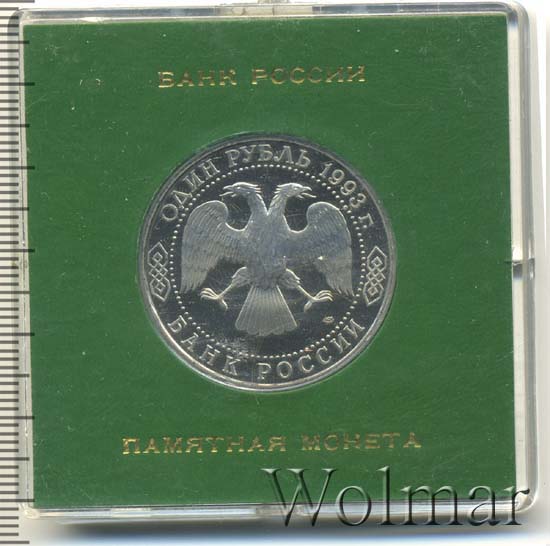 БАНК РОССИИ
ОДИН РУБЛЬ 1993 Г.
БАНК РОССИИ
ПАМЯТНАЯ МОНЕТА
Wolmar